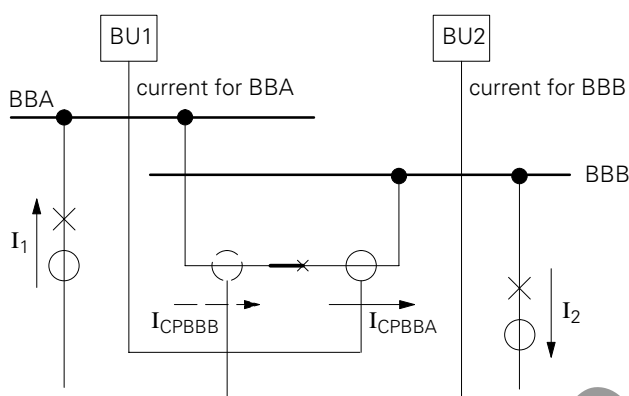 BU1
BU2
current for BBA
current for BBB
BBA
BBB
I1
ICPBBB
ICPBBA
I2